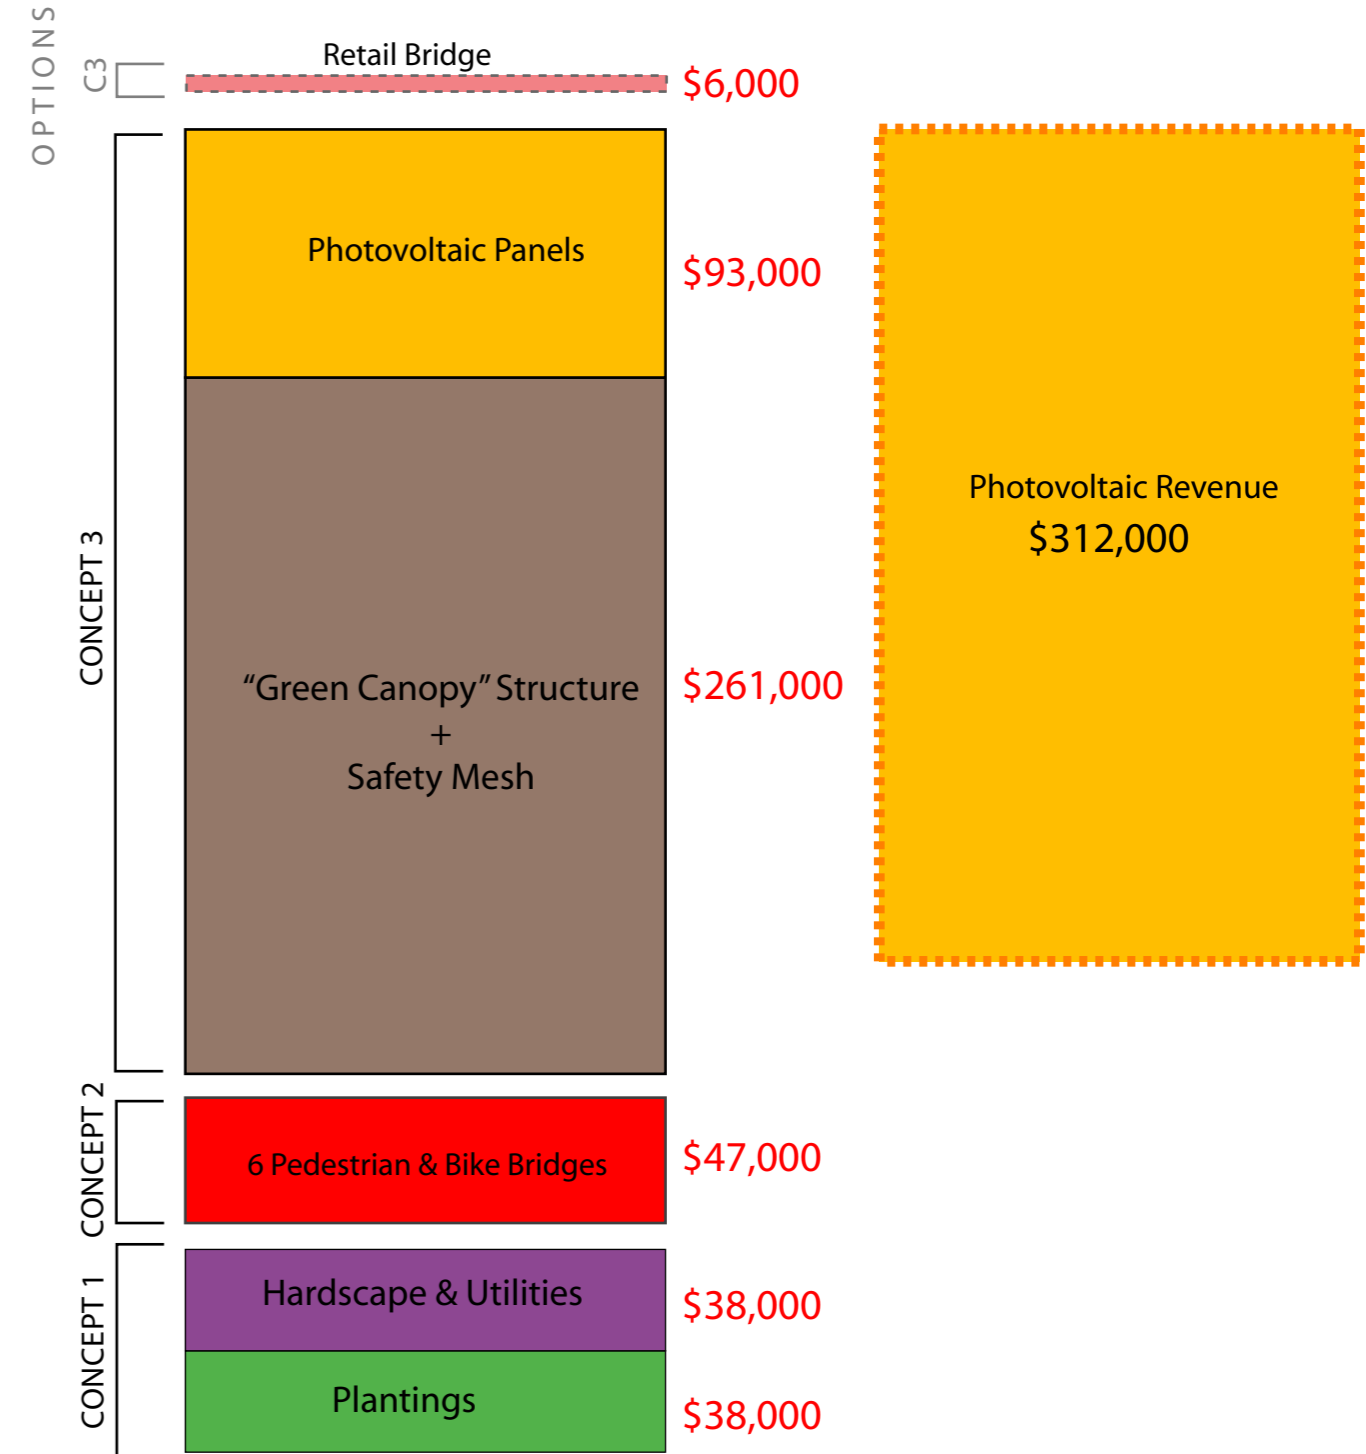 OPTIONS
C3
Retail Bridge
$6,000
CONCEPT 3
Photovoltaic Panels
$93,000
Photovoltaic Revenue
$312,000
“Green Canopy” Structure
+
Safety Mesh
$261,000
CONCEPT 2
6 Pedestrian & Bike Bridges
$47,000
CONCEPT 1
Hardscape & Utilities
$38,000
Plantings
$38,000